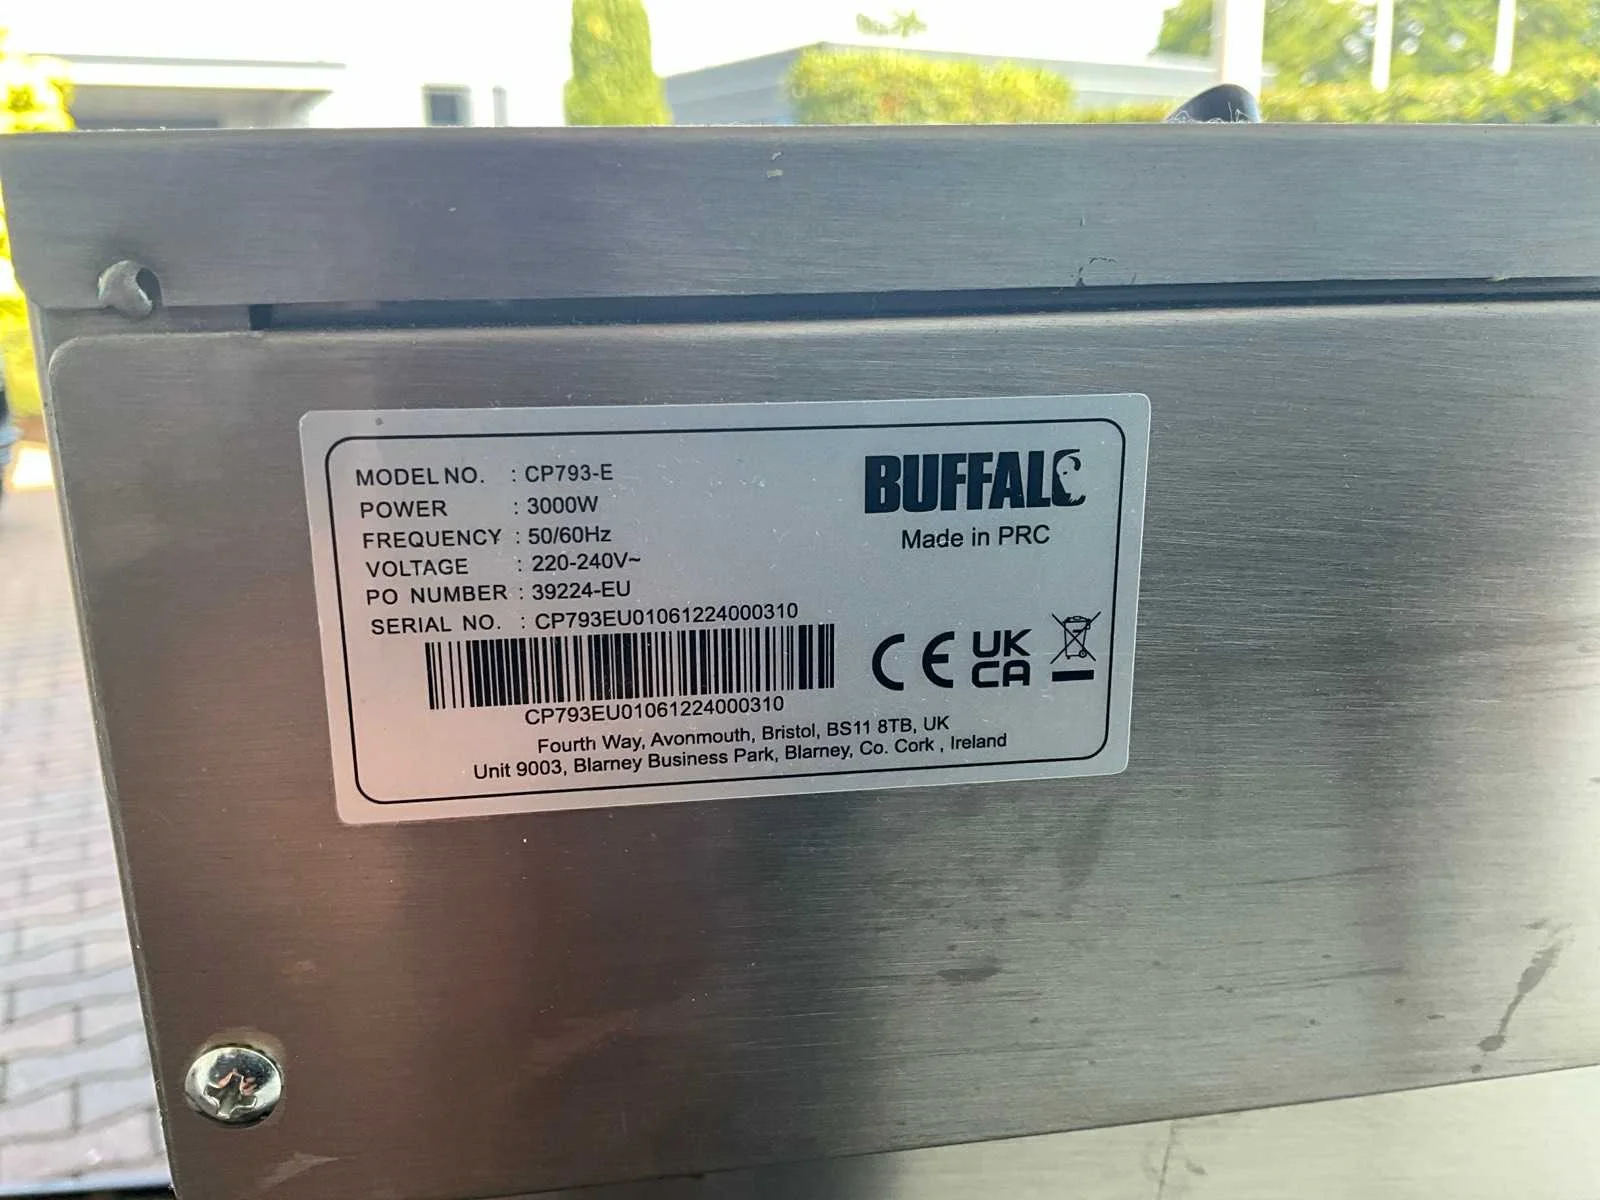 MODEL NO. : CP793-E
POWER : 3000W
FREQUENCY : 50/60Hz
VOLTAGE : 220-240V~
PO NUMBER : 39224-EU
SERIAL NO. : CP793EU01061224000310
BUFFALO
Made in PRC
CE UK CA
CP793EU01061224000310
Fourth Way, Avonmouth, Bristol, BS11 8TB, UK
Unit 9003, Blarney Business Park, Blarney, Co. Cork , Ireland